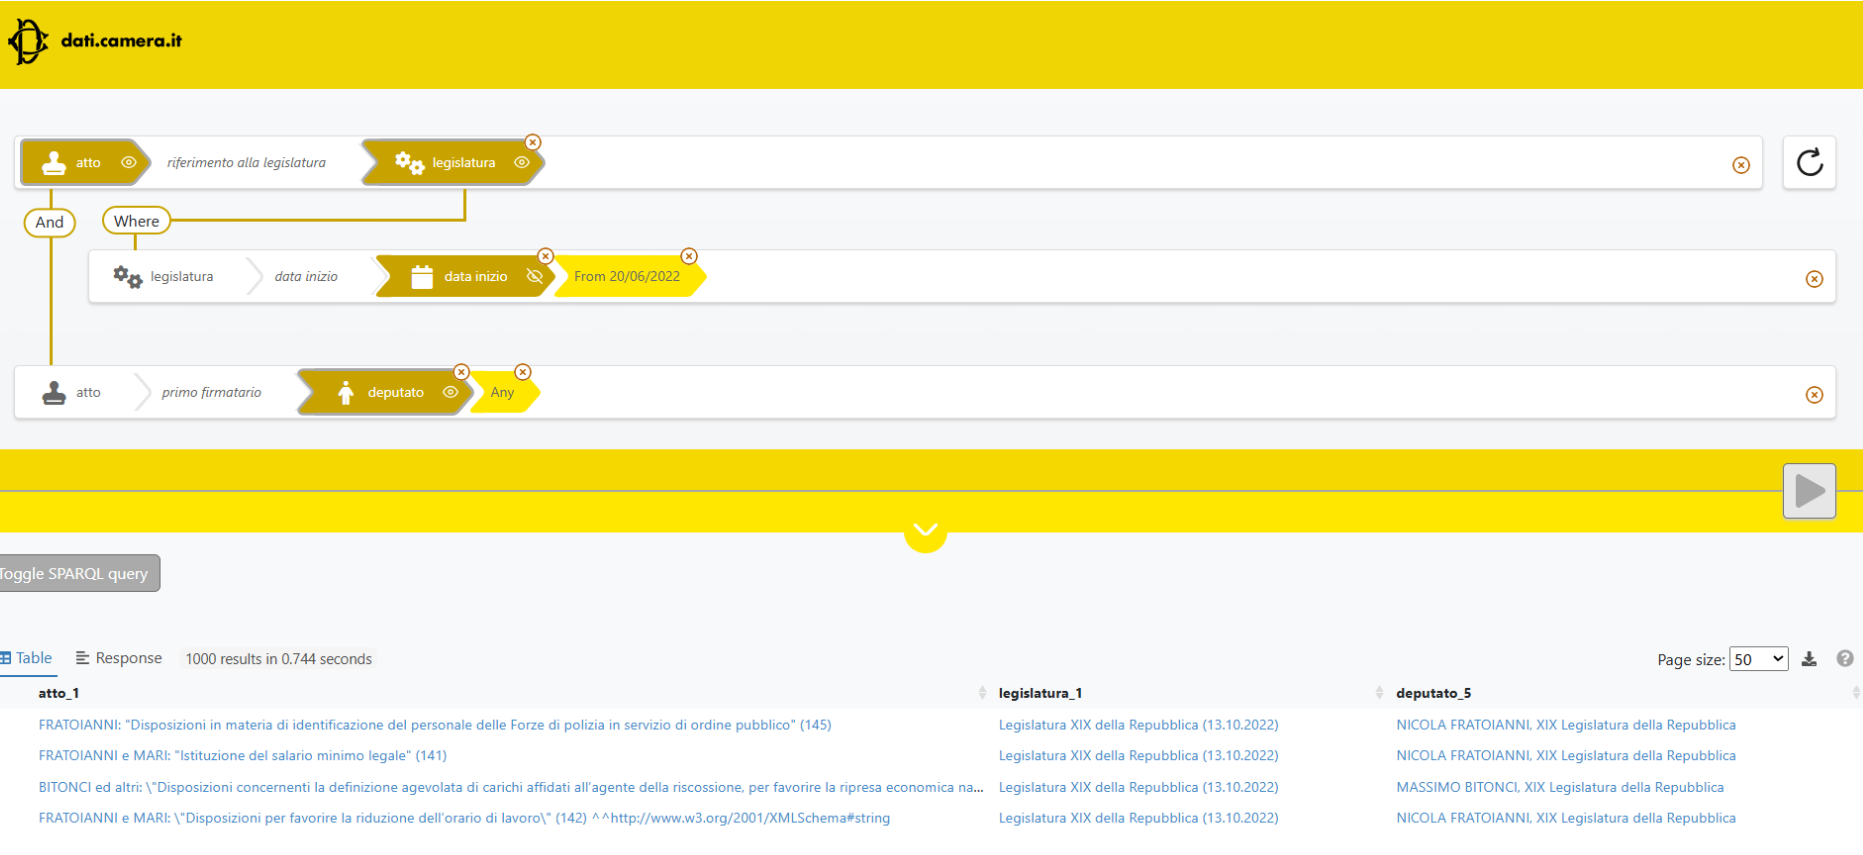 dati.camera.it
atto riferimento alla legislatura legislatura
And Where
legislatura data inizio data inizio From 20/06/2022
atto primo firmatario deputato Any
Toggle SPARQL query
Table Response 1000 results in 0.744 seconds Page size: 50
atto_1 legislatura_1 deputato_5
FRATOIANNI: "Disposizioni in materia di identificazione del personale delle Forze di polizia in servizio di ordine pubblico" (145) Legislatura XIX della Repubblica (13.10.2022) NICOLA FRATOIANNI, XIX Legislatura della Repubblica
FRATOIANNI e MARI: "Istituzione del salario minimo legale" (141) Legislatura XIX della Repubblica (13.10.2022) NICOLA FRATOIANNI, XIX Legislatura della Repubblica
BITONCI ed altri: \"Disposizioni concernenti la definizione agevolata di carichi affidati all'agente della riscossione, per favorire la ripresa economica na... Legislatura XIX della Repubblica (13.10.2022) MASSIMO BITONCI, XIX Legislatura della Repubblica
FRATOIANNI e MARI: \"Disposizioni per favorire la riduzione dell'orario di lavoro\" (142) ^^http://www.w3.org/2001/XMLSchema#string Legislatura XIX della Repubblica (13.10.2022) NICOLA FRATOIANNI, XIX Legislatura della Repubblica